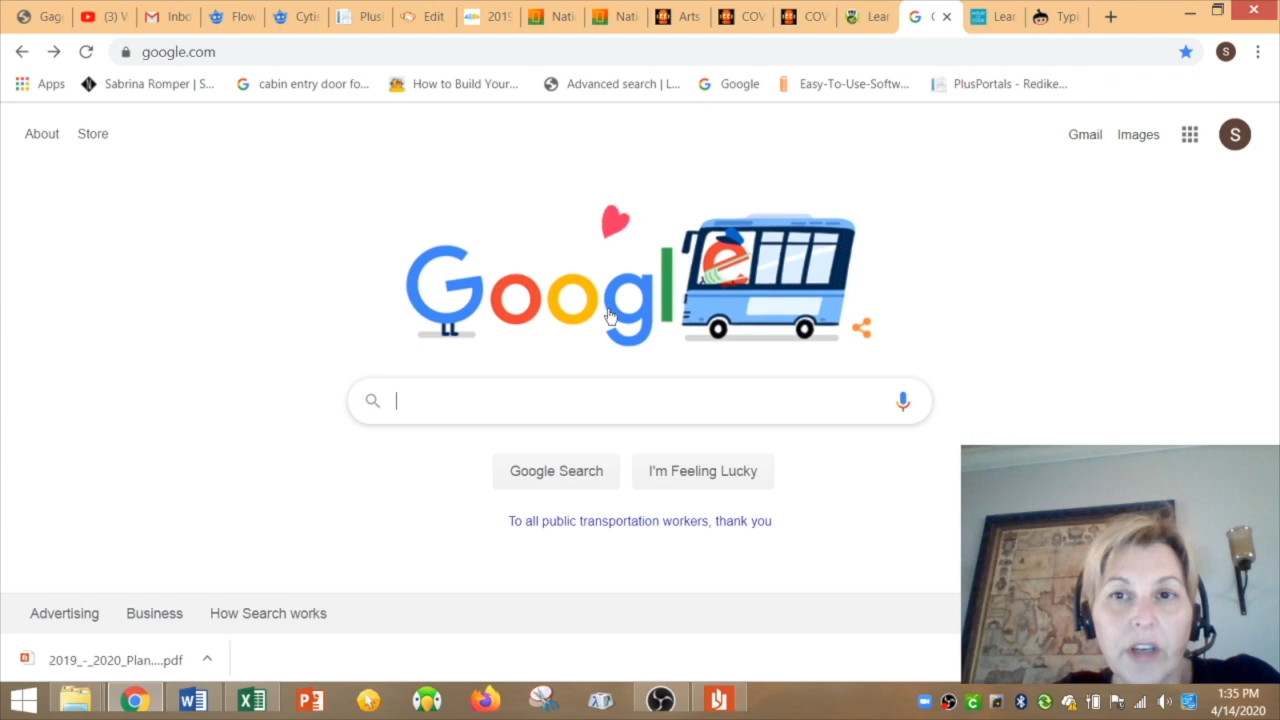 Gag
(3) V
Inbo
Flow
Cytis
Plus
Edit
2019
Nati
Nati
Arts
COV
COV
Lear
Lear
Typi
google.com
S
Apps
Sabrina Romper | S...
cabin entry door fo...
How to Build Your...
Advanced search | L...
Google
Easy-To-Use-Softw...
PlusPortals - Redike...
About
Store
Gmail
Images
S
Google
Google Search
I'm Feeling Lucky
To all public transportation workers, thank you
Advertising
Business
How Search works
2019_-_2020_Plan....pdf
1:35 PM
4/14/2020